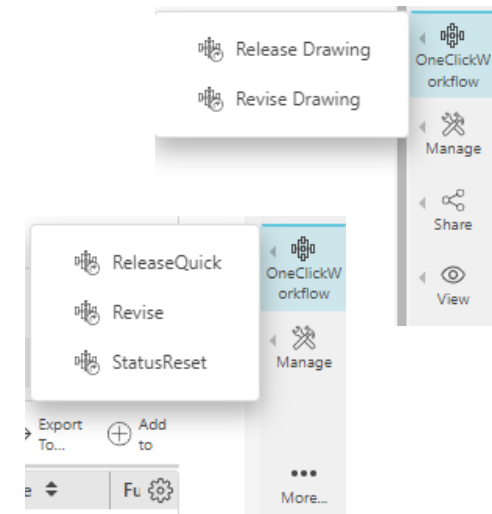 Release Drawing
Revise Drawing
OneClickW
orkflow
Manage
Share
View
ReleaseQuick
Revise
StatusReset
OneClickW
orkflow
Manage
More...
Export
To...
Add
to
e
Fu